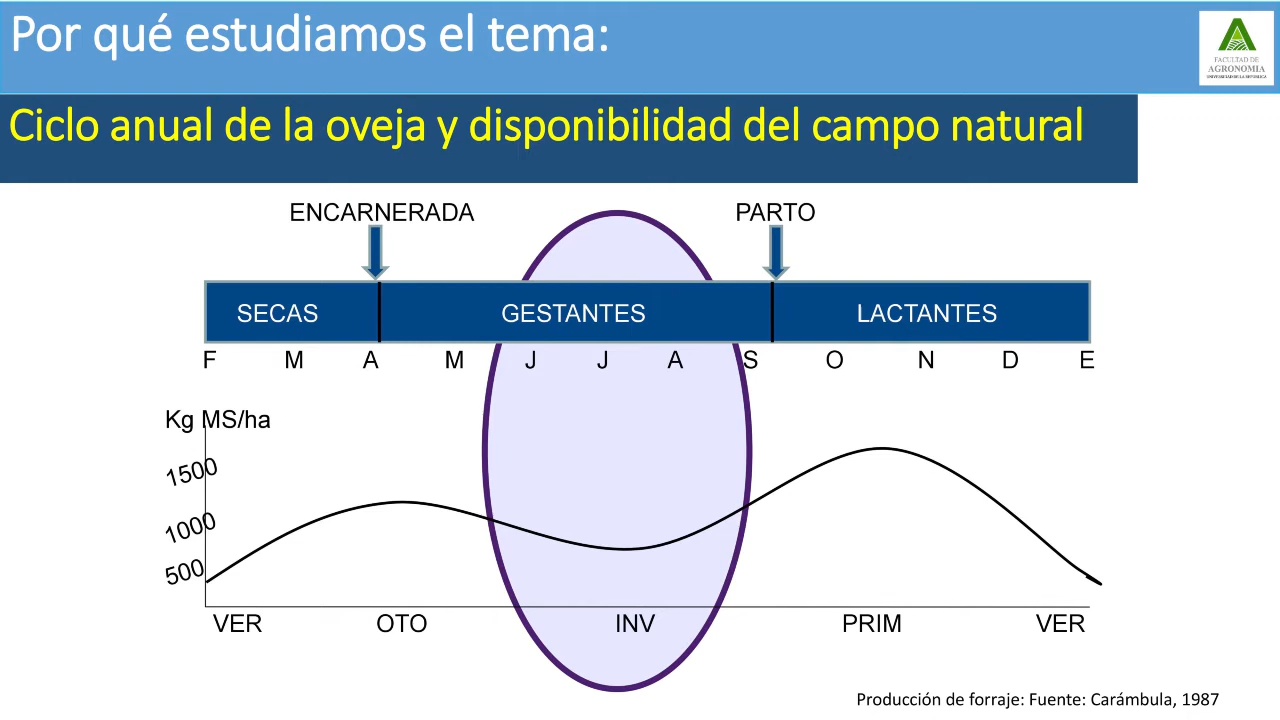 Por qué estudiamos el tema:
FACULTAD DE
AGRONOMIA
UNIVERSIDAD DE LA REPUBLICA
Ciclo anual de la oveja y disponibilidad del campo natural
ENCARNERADA PARTO
SECAS GESTANTES LACTANTES
F M A M J J A S O N D E
Kg MS/ha
1500
1000
500
VER OTO INV PRIM VER
Producción de forraje: Fuente: Carámbula, 1987